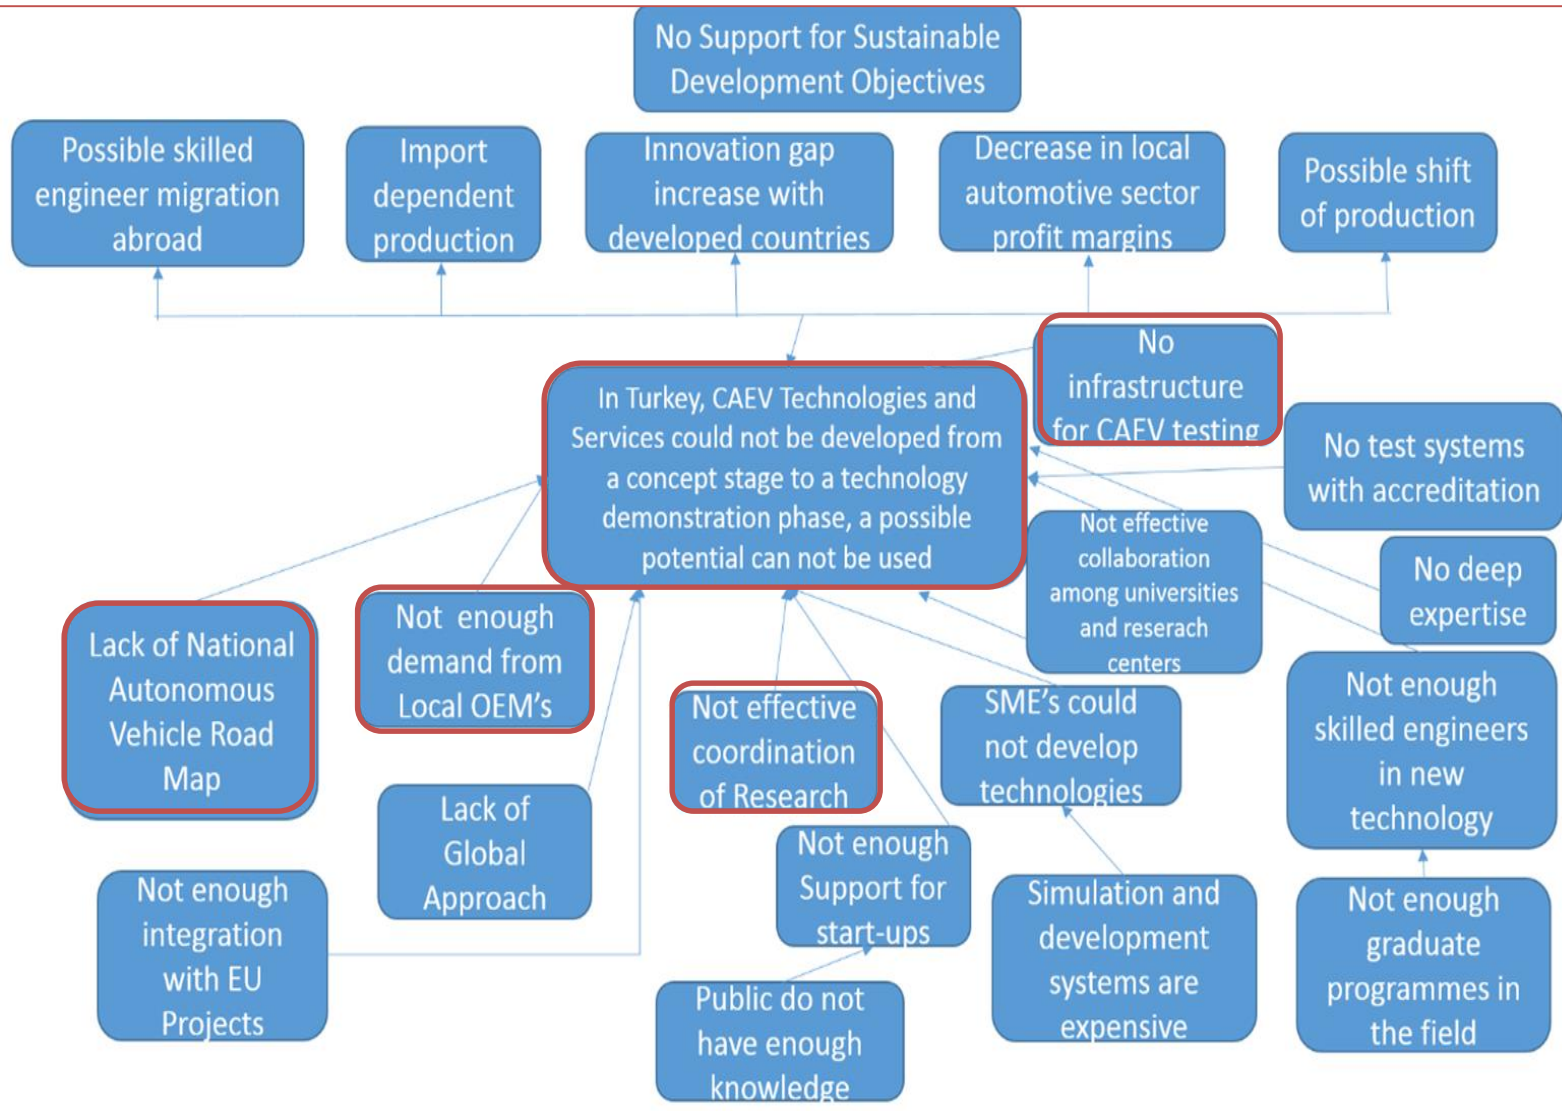 No Support for Sustainable
Development Objectives
Possible skilled
engineer migration
abroad
Import
dependent
production
Innovation gap
increase with
developed countries
Decrease in local
automotive sector
profit margins
Possible shift
of production
No
infrastructure
for CAEV testing
In Turkey, CAEV Technologies and
Services could not be developed from
a concept stage to a technology
demonstration phase, a possible
potential can not be used
No test systems
with accreditation
Not effective
collaboration
among universities
and reserach
centers
No deep
expertise
Lack of National
Autonomous
Vehicle Road
Map
Not  enough
demand from
Local OEM's
Not effective
coordination
of Research
SME's could
not develop
technologies
Not enough
skilled engineers
in new
technology
Lack of
Global
Approach
Not enough
Support for
start-ups
Not enough
integration
with EU
Projects
Simulation and
development
systems are
expensive
Not enough
graduate
programmes in
the field
Public do not
have enough
knowledge